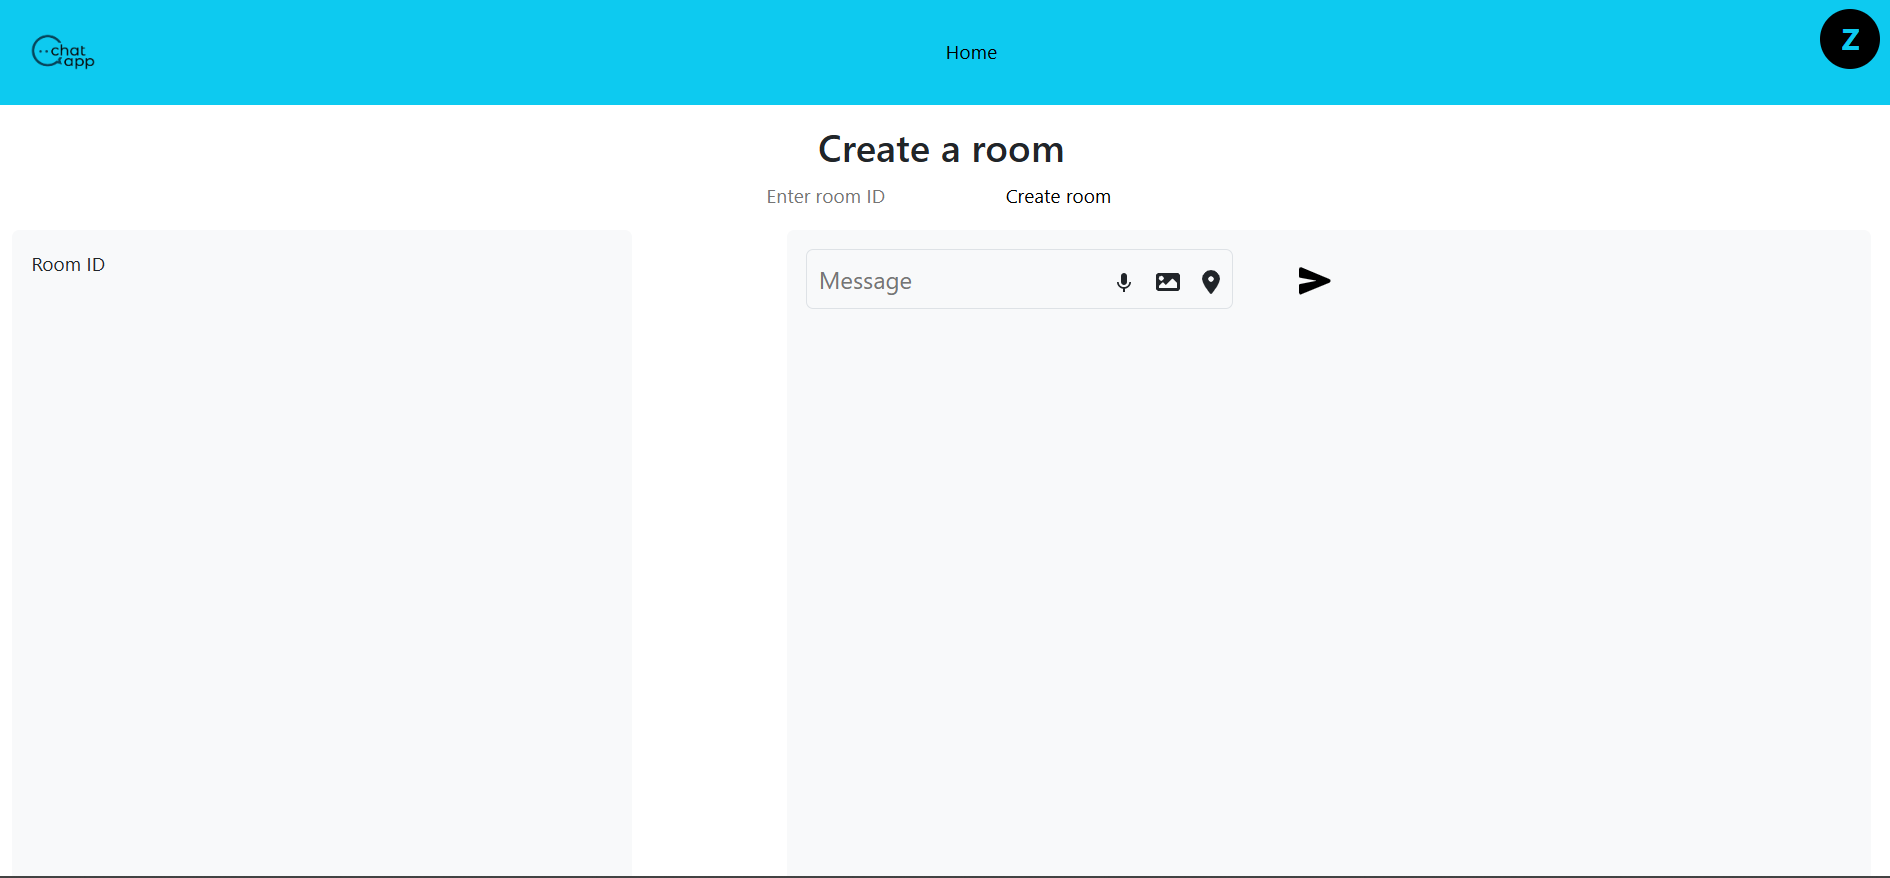 chat
app
Home
Z
Create a room
Enter room ID
Create room
Room ID
Message